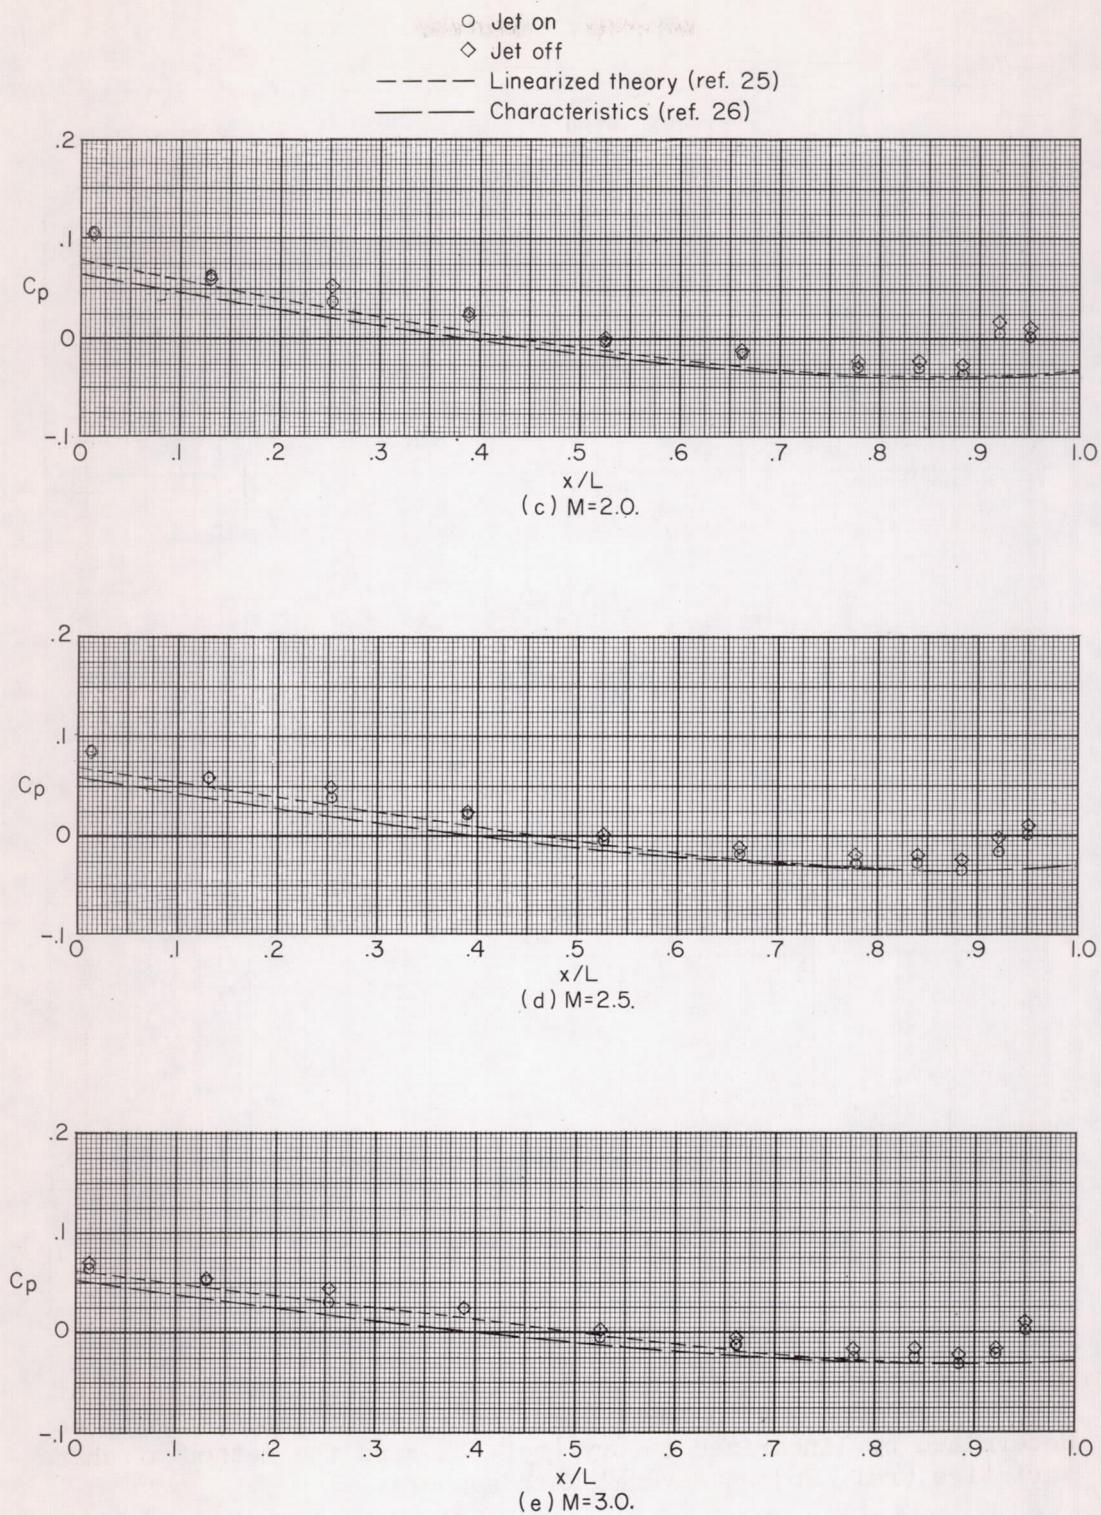 Jet on
Jet off
Linearized theory (ref. 25)
Characteristics (ref. 26)
.2
.1
Cp
0
-.1
0 .1 .2 .3 .4 .5 .6 .7 .8 .9 1.0
x/L
(c) M=2.0.
.2
.1
Cp
0
-.1
0 .1 .2 .3 .4 .5 .6 .7 .8 .9 1.0
x/L
(d) M=2.5.
.2
.1
Cp
0
-.1
0 .1 .2 .3 .4 .5 .6 .7 .8 .9 1.0
x/L
(e) M=3.0.